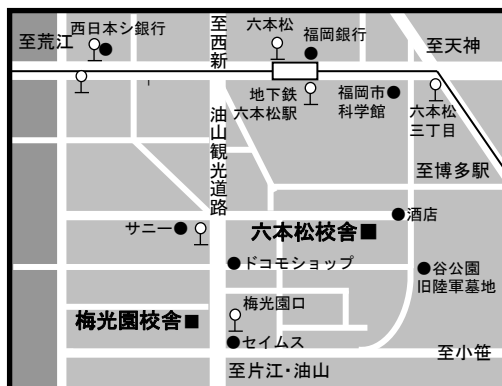 西日本シ銀行
六本松
至荒江
至西新
福岡銀行
至天神
地下鉄
六本松駅
福岡市
科学館
六本松
三丁目
油山観光道路
至博多駅
酒店
サニー
六本松校舎
ドコモショップ
谷公園
旧陸軍墓地
梅光園口
梅光園校舎
セイムス
至小笹
至片江・油山